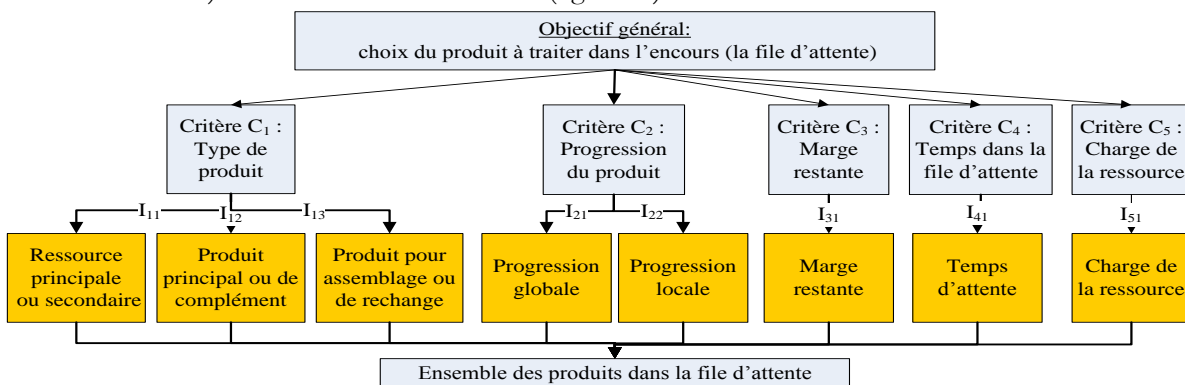 Objectif général:
choix du produit à traiter dans l'encours (la file d'attente)
Critère C₁ :
Type de
produit
Critère C₂ :
Progression
du produit
Critère C₃ :
Marge
restante
Critère C₄ :
Temps dans la
file d'attente
Critère C₅ :
Charge de
la ressource
I₁₁
I₁₂
I₁₃
I₂₁
I₂₂
I₃₁
I₄₁
I₅₁
Ressource
principale
ou secondaire
Produit
principal ou de
complément
Produit pour
assemblage ou
de rechange
Progression
globale
Progression
locale
Marge
restante
Temps
d'attente
Charge de
la ressource
Ensemble des produits dans la file d'attente